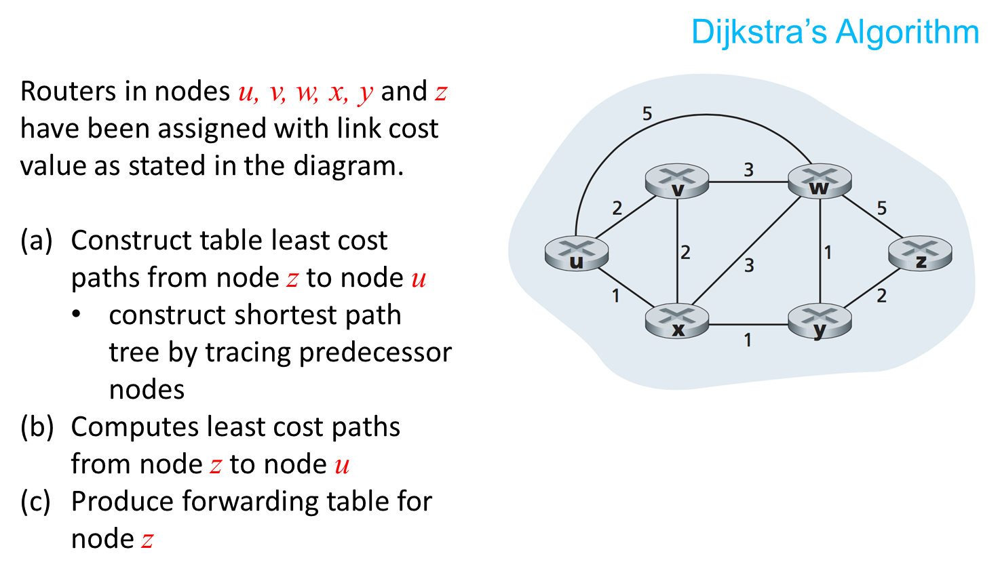 Dijkstra’s Algorithm
Routers in nodes u, v, w, x, y and z
have been assigned with link cost
value as stated in the diagram.
(a) Construct table least cost
paths from node z to node u
• construct shortest path
tree by tracing predecessor
nodes
(b) Computes least cost paths
from node z to node u
(c) Produce forwarding table for
node z
5
3
v
w
2
5
u
2
3
1
z
1
2
x
y
1